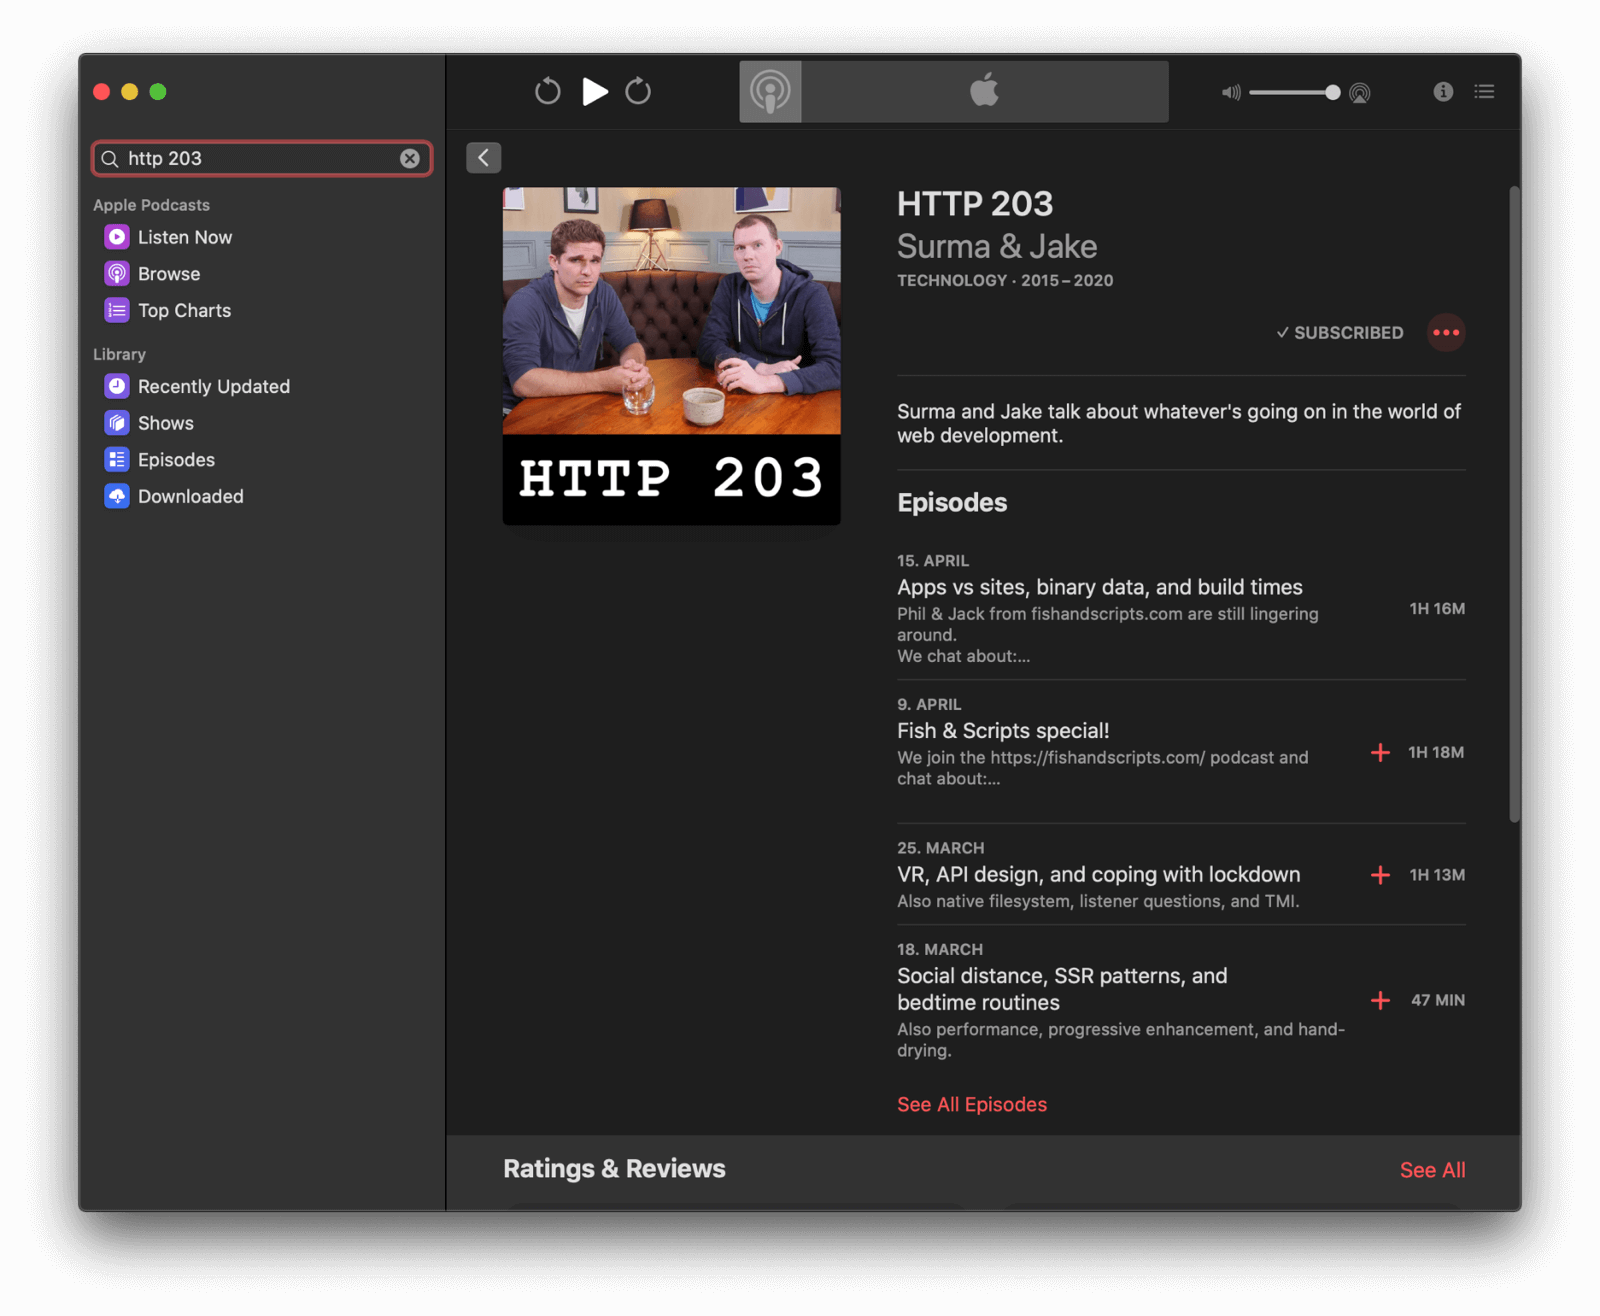 http 203
Apple Podcasts
Listen Now
Browse
Top Charts
Library
Recently Updated
Shows
Episodes
Downloaded
HTTP 203
HTTP 203
Surma & Jake
TECHNOLOGY · 2015–2020
✓ SUBSCRIBED
Surma and Jake talk about whatever's going on in the world of
web development.
Episodes
15. APRIL
Apps vs sites, binary data, and build times
Phil & Jack from fishandscripts.com are still lingering
around.
We chat about:...
1H 16M
9. APRIL
Fish & Scripts special!
We join the https://fishandscripts.com/ podcast and
chat about:...
1H 18M
25. MARCH
VR, API design, and coping with lockdown
Also native filesystem, listener questions, and TMI.
1H 13M
18. MARCH
Social distance, SSR patterns, and
bedtime routines
Also performance, progressive enhancement, and hand-
drying.
47 MIN
See All Episodes
Ratings & Reviews
See All